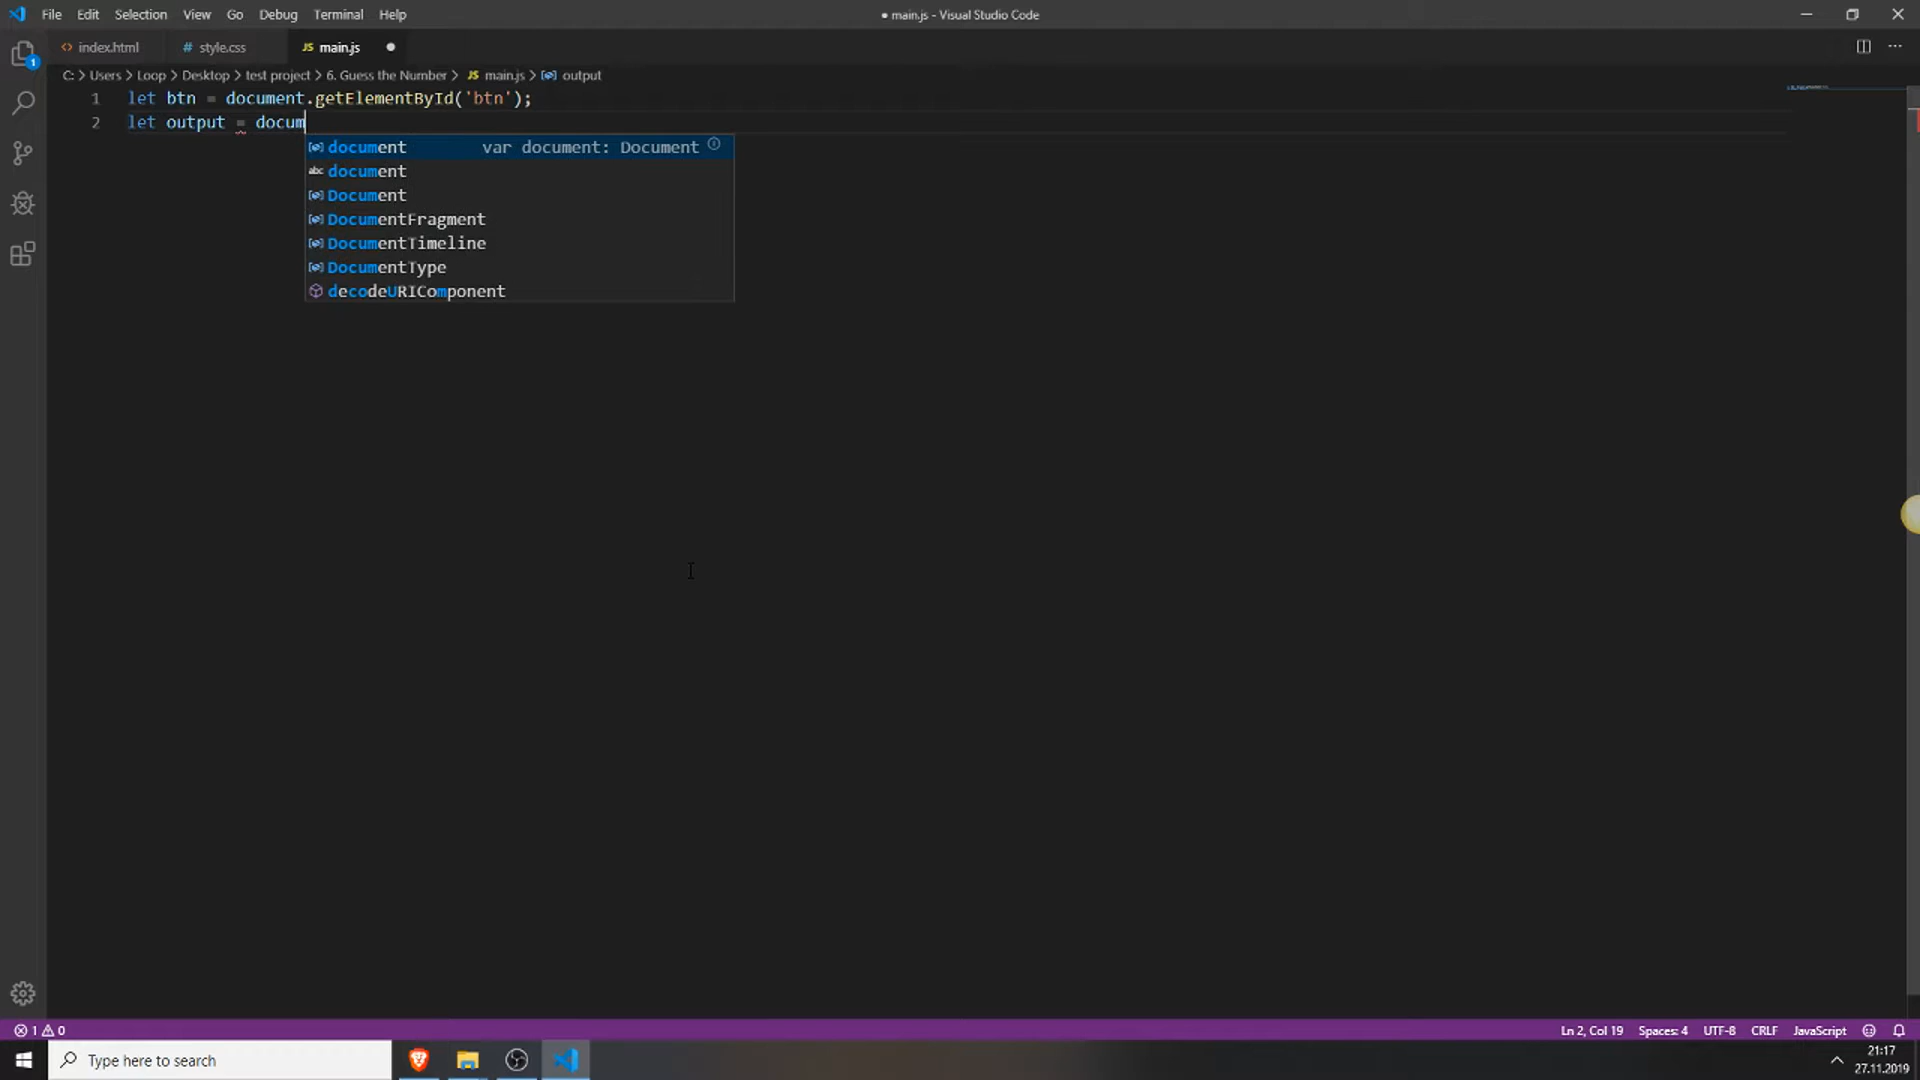 File Edit Selection View Go Debug Terminal Help
● main.js - Visual Studio Code
index.html style.css JS main.js
C: > Users > Loop > Desktop > test project > 6. Guess the Number > JS main.js > output
1 let btn = document.getElementById('btn');
2 let output = docum
document var document: Document
abc document
Document
DocumentFragment
DocumentTimeline
DocumentType
decodeURIComponent
1
1 0
Ln 2, Col 19 Spaces: 4 UTF-8 CRLF JavaScript
Type here to search
21:17
27.11.2019